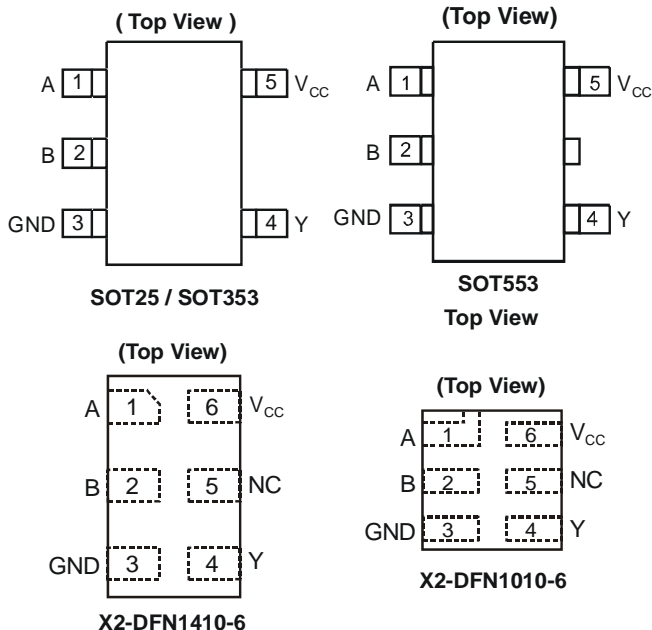 ( Top View )
A 1 5 VCC
B 2
GND 3 4 Y
SOT25 / SOT353
(Top View)
A 1 5 VCC
B 2
GND 3 4 Y
SOT553
Top View
(Top View)
A 1 6 VCC
B 2 5 NC
GND 3 4 Y
X2-DFN1410-6
(Top View)
A 1 6 VCC
B 2 5 NC
GND 3 4 Y
X2-DFN1010-6